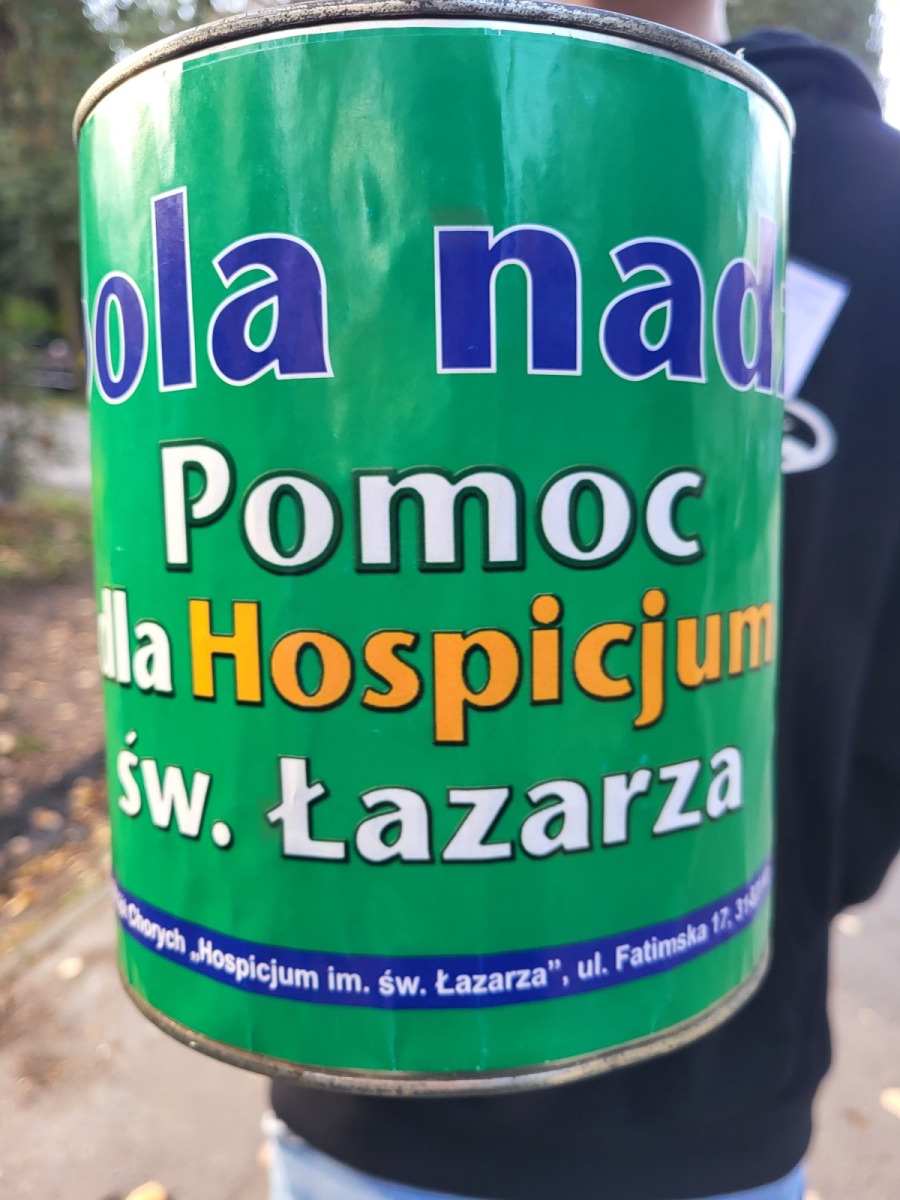 ola nad
Pomoc
dla Hospicjum
św. Łazarza
Chorych „Hospicjum im. św. Łazarza”, ul. Fatimska 17,